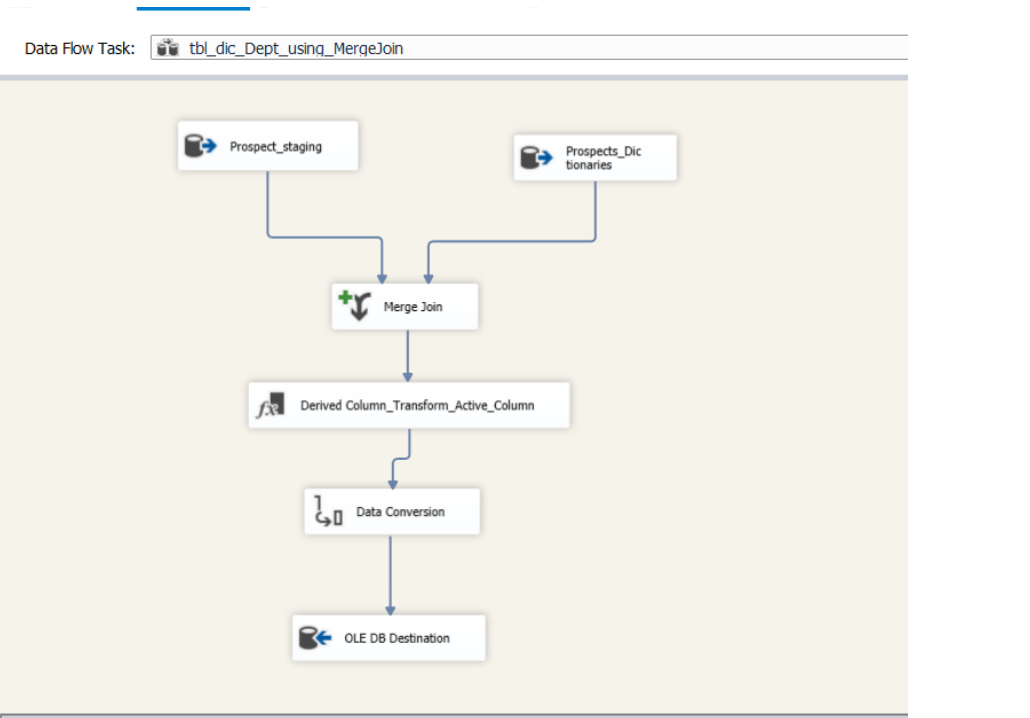 Data Flow Task: tbl_dic_Dept_using_MergeJoin
Prospect_staging
Prospects_Dic
tionaries
Merge Join
Derived Column_Transform_Active_Column
Data Conversion
OLE DB Destination